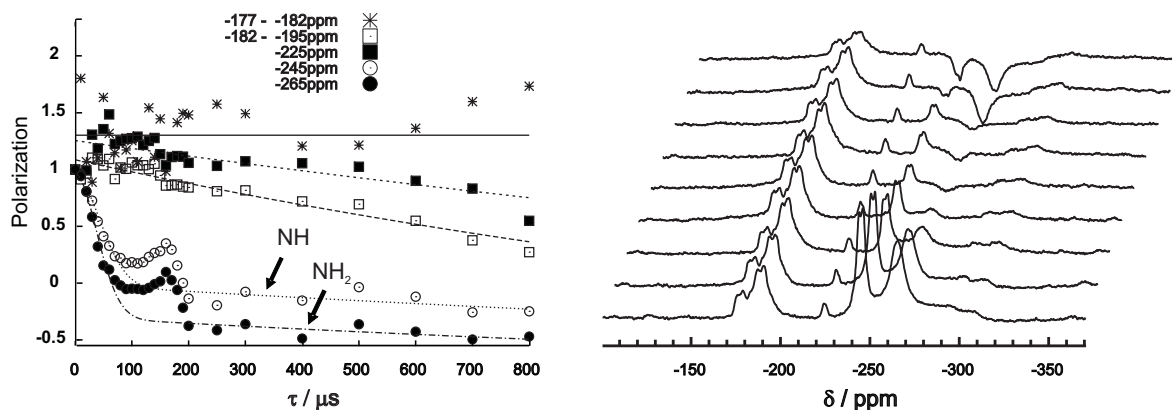 -177 - -182ppm
-182 - -195ppm
-225ppm
-245ppm
-265ppm
2
1.5
1
0.5
0
-0.5
Polarization
NH
NH2
0 100 200 300 400 500 600 700 800
τ / μs
-150 -200 -250 -300 -350
δ / ppm